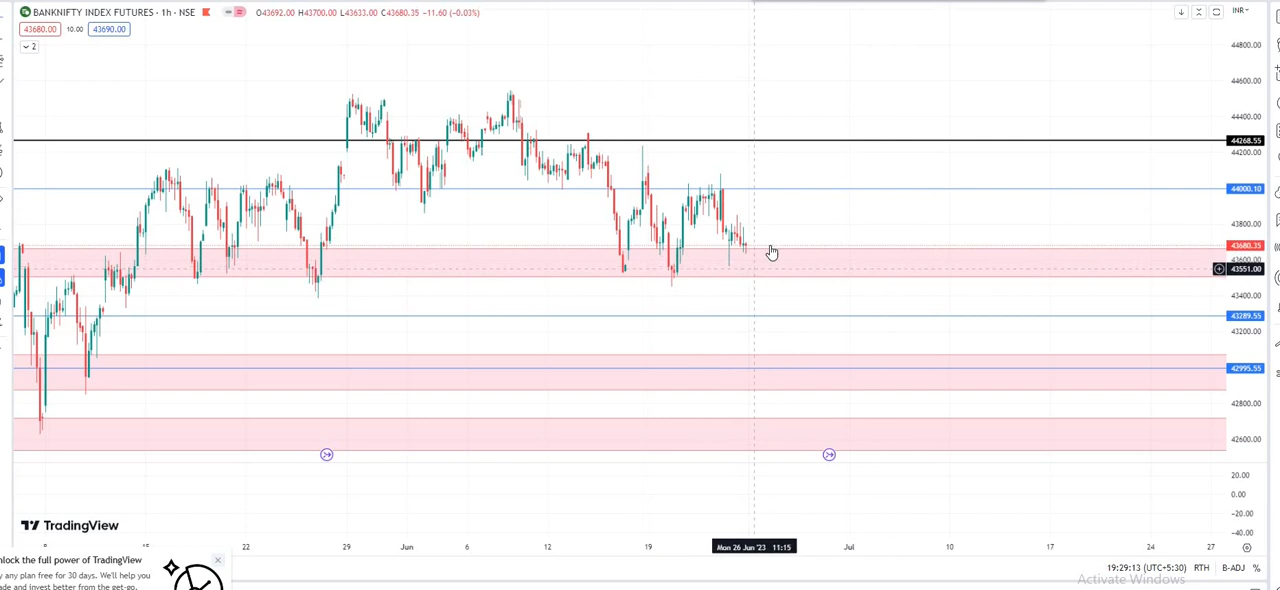 BANKNIFTY INDEX FUTURES · 1h · NSE O43692.00 H43700.00 L43633.00 C43680.35 −11.60 (−0.03%)
INR
43680.00 10.00 43690.00
2
44800.00
44600.00
44400.00
44268.55
44200.00
44000.10
43800.00
43680.35
43600.00
43551.00
43400.00
43289.55
43200.00
42995.55
42800.00
42600.00
20.00
0.00
−20.00
−40.00
TradingView
22 29 Jun 6 12 19 Mon 26 Jun '23 11:15 Jul 10 17 24 27
nlock the full power of TradingView
y any plan free for 30 days. We'll help you
ade and invest better from the get-go.
19:29:13 (UTC+5:30) RTH B-ADJ %
Activate Windows